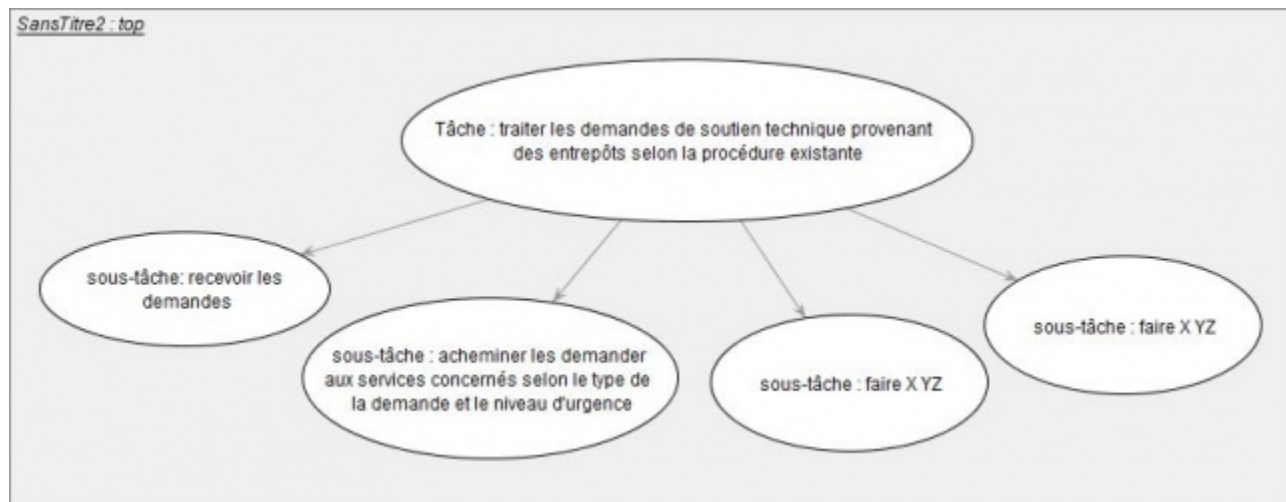 SansTitre2 : top
Tâche : traiter les demandes de soutien technique provenant
des entrepôts selon la procédure existante
sous-tâche: recevoir les
demandes
sous-tâche : acheminer les demander
aux services concernés selon le type de
la demande et le niveau d'urgence
sous-tâche : faire X YZ
sous-tâche : faire X YZ